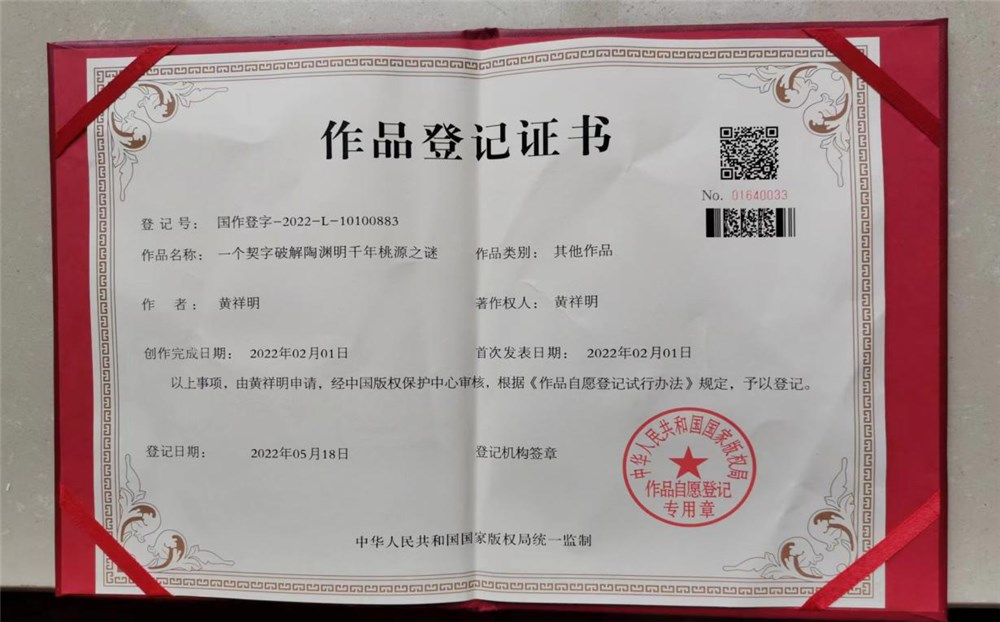 作品登记证书
No. 01640033
登 记 号： 国作登字-2022-L-10100883
作品名称： 一个契字破解陶渊明千年桃源之谜 作品类别： 其他作品
作 者： 黄祥明 著作权人： 黄祥明
创作完成日期： 2022年02月01日 首次发表日期： 2022年02月01日
以上事项，由黄祥明申请，经中国版权保护中心审核，根据《作品自愿登记试行办法》规定，予以登记。
登记日期： 2022年05月18日 登记机构签章
中华人民共和国国家版权局
作品自愿登记
专用章
中华人民共和国国家版权局统一监制